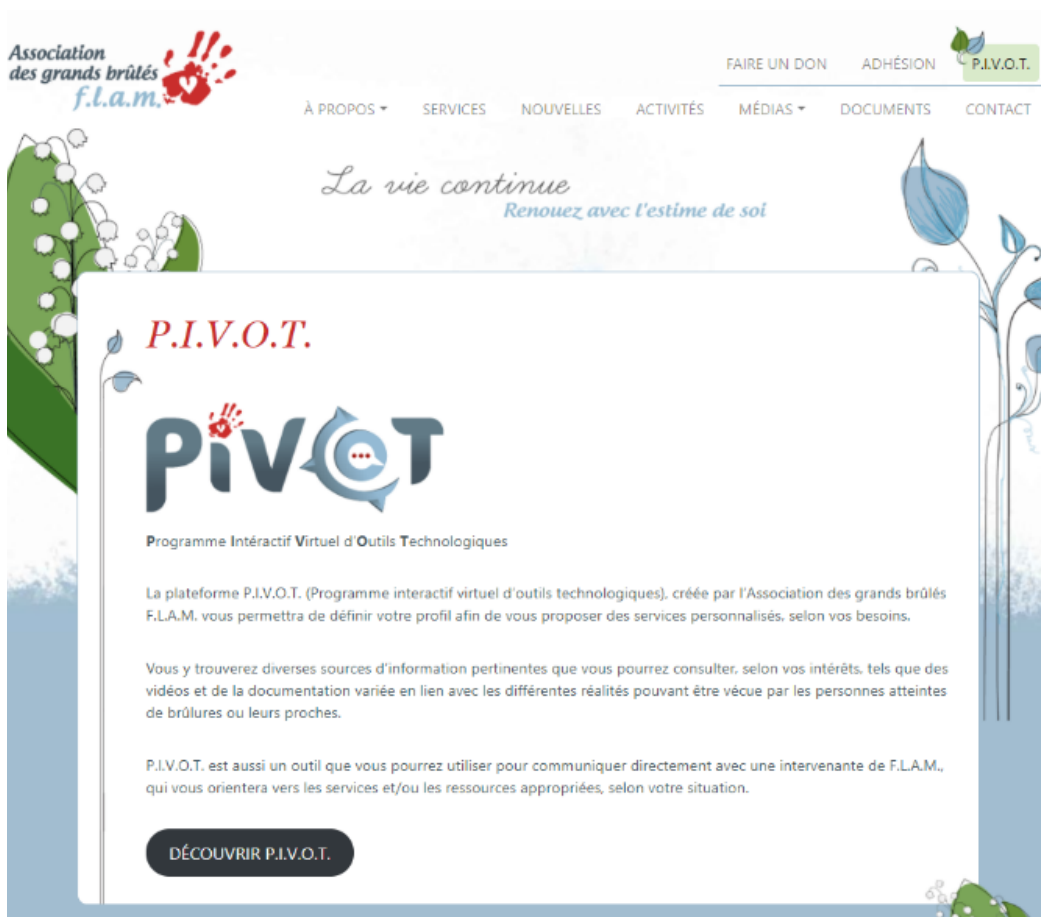 Association
des grands brûlés
f.l.a.m.
FAIRE UN DON ADHÉSION P.I.V.O.T.
À PROPOS SERVICES NOUVELLES ACTIVITÉS MÉDIAS DOCUMENTS CONTACT
La vie continue
Renouez avec l'estime de soi
P.I.V.O.T.
PiVOT
Programme Intéractif Virtuel d'Outils Technologiques
La plateforme P.I.V.O.T. (Programme interactif virtuel d'outils technologiques), créée par l'Association des grands brûlés
F.L.A.M. vous permettra de définir votre profil afin de vous proposer des services personnalisés, selon vos besoins.
Vous y trouverez diverses sources d'information pertinentes que vous pourrez consulter, selon vos intérêts, tels que des
vidéos et de la documentation variée en lien avec les différentes réalités pouvant être vécue par les personnes atteintes
de brûlures ou leurs proches.
P.I.V.O.T. est aussi un outil que vous pourrez utiliser pour communiquer directement avec une intervenante de F.L.A.M.,
qui vous orientera vers les services et/ou les ressources appropriées, selon votre situation.
DÉCOUVRIR P.I.V.O.T.